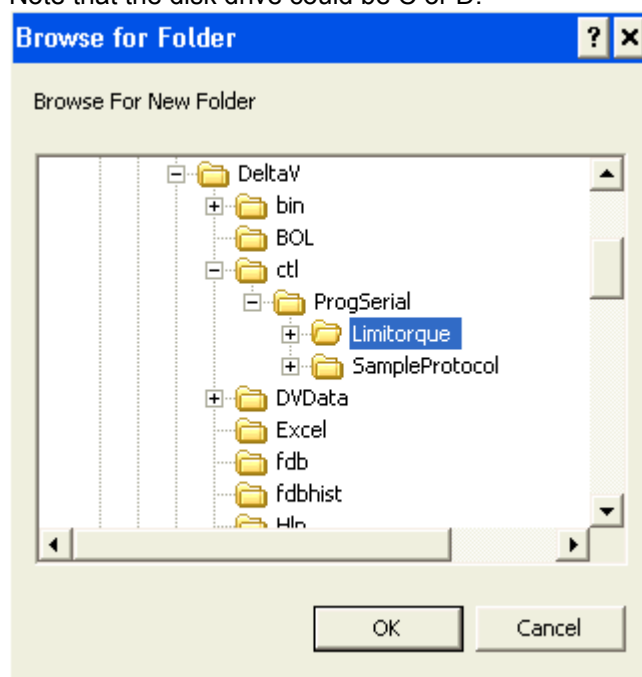 Note that the disk drive could be C or D.
Browse for Folder
Browse For New Folder
DeltaV
bin
BOL
ctl
ProgSerial
Limitorque
SampleProtocol
DVData
Excel
fdb
fdbhist
Hlp
OK Cancel